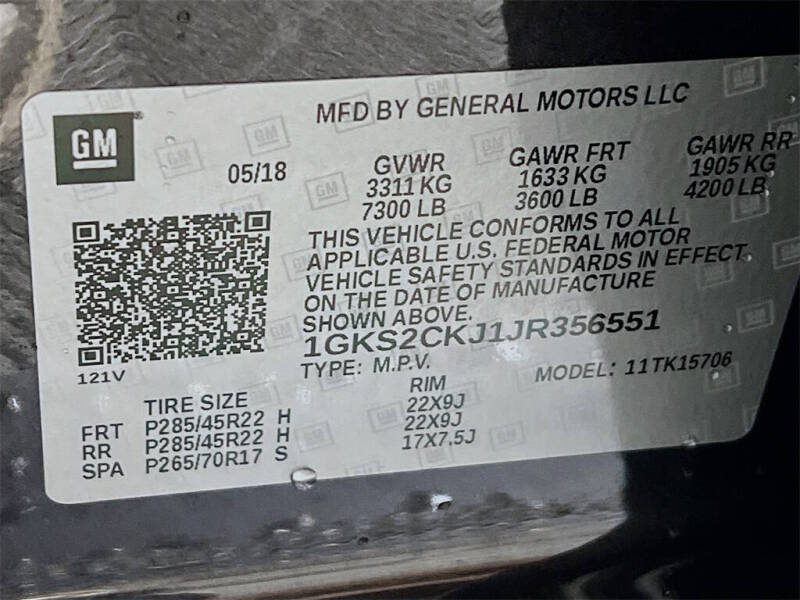 GM
MFD BY GENERAL MOTORS LLC
05/18
GVWR GAWR FRT GAWR RR
3311 KG 1633 KG 1905 KG
7300 LB 3600 LB 4200 LB
THIS VEHICLE CONFORMS TO ALL
APPLICABLE U.S. FEDERAL MOTOR
VEHICLE SAFETY STANDARDS IN EFFECT
ON THE DATE OF MANUFACTURE
SHOWN ABOVE.
1GKS2CKJ1JR356551
121V
TYPE: M.P.V. MODEL: 11TK15706
TIRE SIZE RIM
FRT P285/45R22 H 22X9J
RR P285/45R22 H 22X9J
SPA P265/70R17 S 17X7.5J